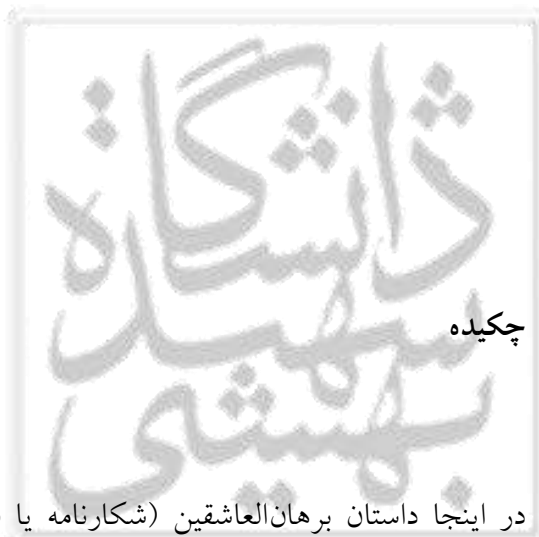 دانشگاه
شهید
بهشتی
چکیده
در اینجا داستان برهان‌العاشقین (شکارنامه یا